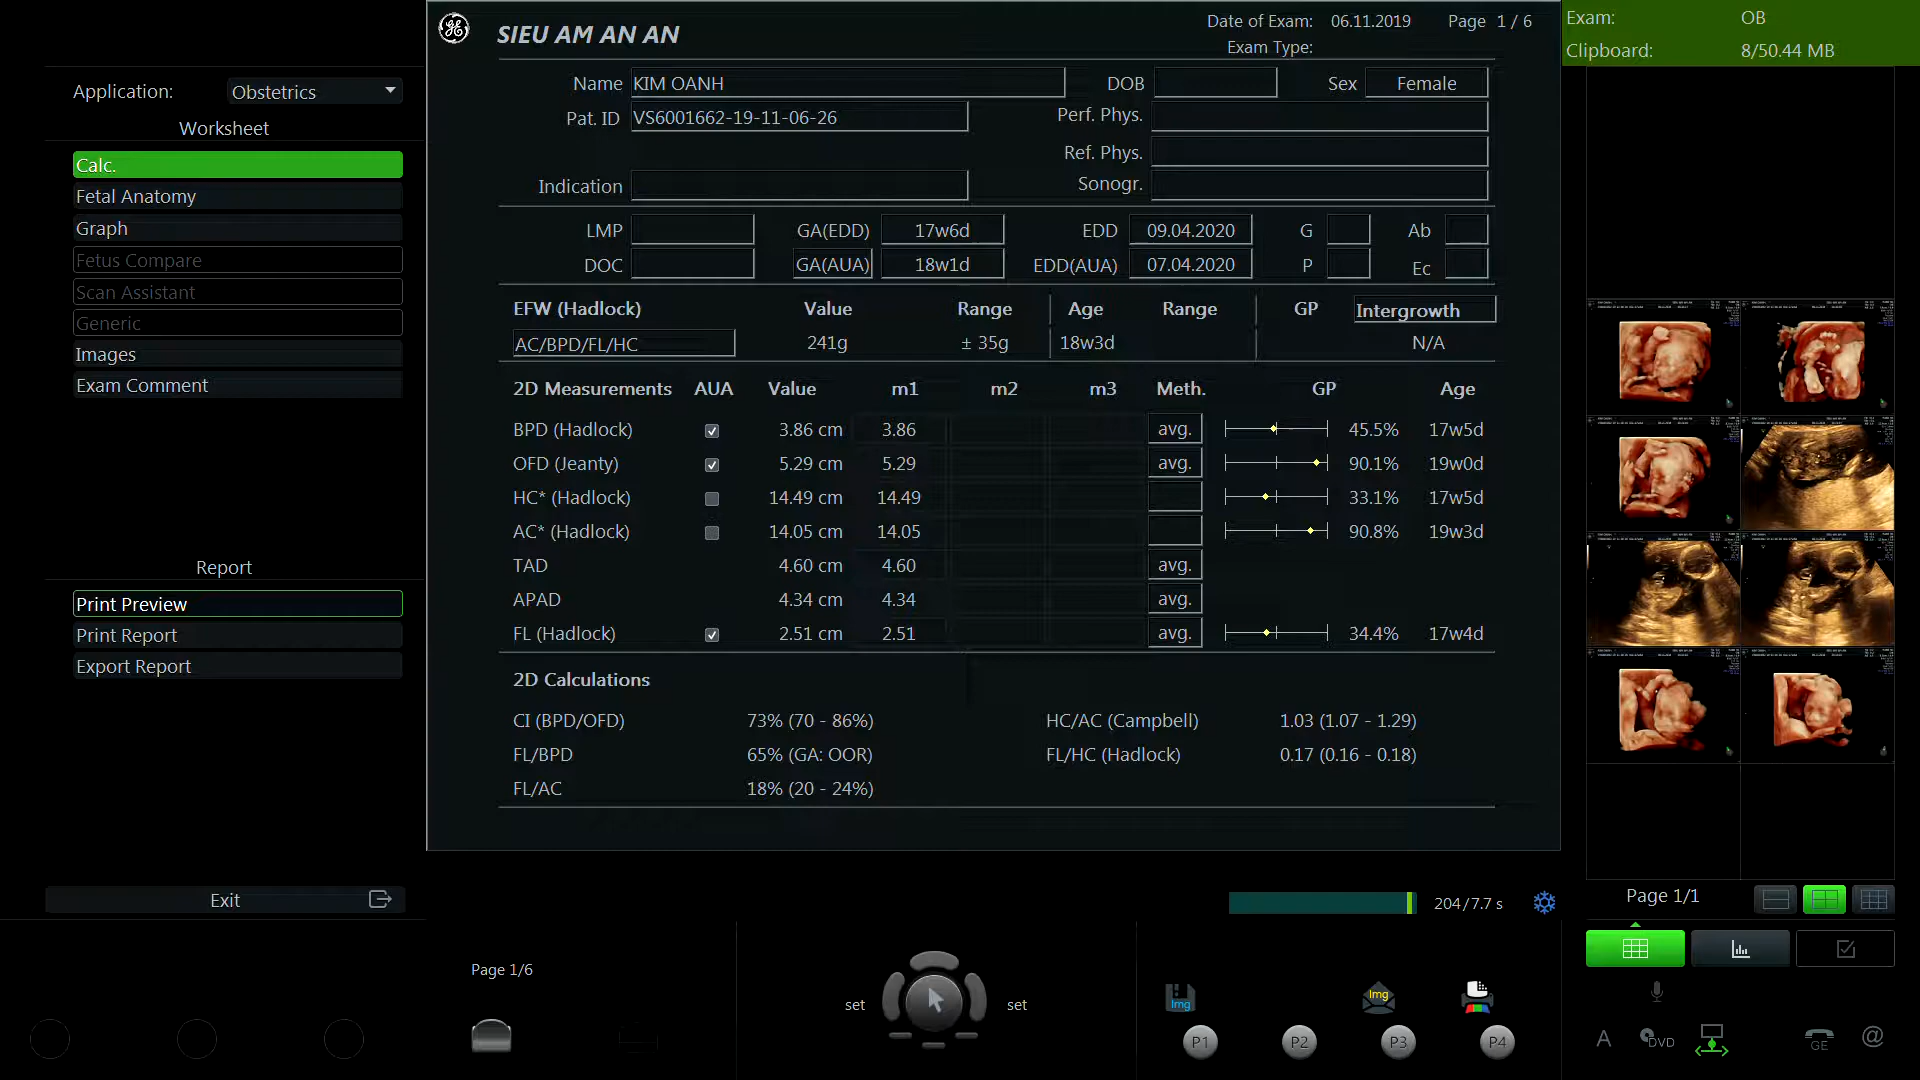 SIEU AM AN AN
Date of Exam: 06.11.2019 Page 1 / 6
Exam Type:
Name KIM OANH DOB Sex Female
Pat. ID VS6001662-19-11-06-26 Perf. Phys.
Ref. Phys.
Indication Sonogr.
LMP GA(EDD) 17w6d EDD 09.04.2020 G Ab
DOC GA(AUA) 18w1d EDD(AUA) 07.04.2020 P Ec
EFW (Hadlock) Value Range Age Range GP Intergrowth
AC/BPD/FL/HC 241g ± 35g 18w3d N/A
2D Measurements AUA Value m1 m2 m3 Meth. GP Age
BPD (Hadlock) 3.86 cm 3.86 avg. 45.5% 17w5d
OFD (Jeanty) 5.29 cm 5.29 avg. 90.1% 19w0d
HC* (Hadlock) 14.49 cm 14.49 33.1% 17w5d
AC* (Hadlock) 14.05 cm 14.05 90.8% 19w3d
TAD 4.60 cm 4.60 avg.
APAD 4.34 cm 4.34 avg.
FL (Hadlock) 2.51 cm 2.51 avg. 34.4% 17w4d
2D Calculations
CI (BPD/OFD) 73% (70 - 86%) HC/AC (Campbell) 1.03 (1.07 - 1.29)
FL/BPD 65% (GA: OOR) FL/HC (Hadlock) 0.17 (0.16 - 0.18)
FL/AC 18% (20 - 24%)
Application: Obstetrics
Worksheet
Calc.
Fetal Anatomy
Graph
Fetus Compare
Scan Assistant
Generic
Images
Exam Comment
Report
Print Preview
Print Report
Export Report
Exit
Exam: OB
Clipboard: 8/50.44 MB
Page 1/1
204/7.7 s
Page 1/6
set set
Img Img
P1 P2 P3 P4
A DVD GE @